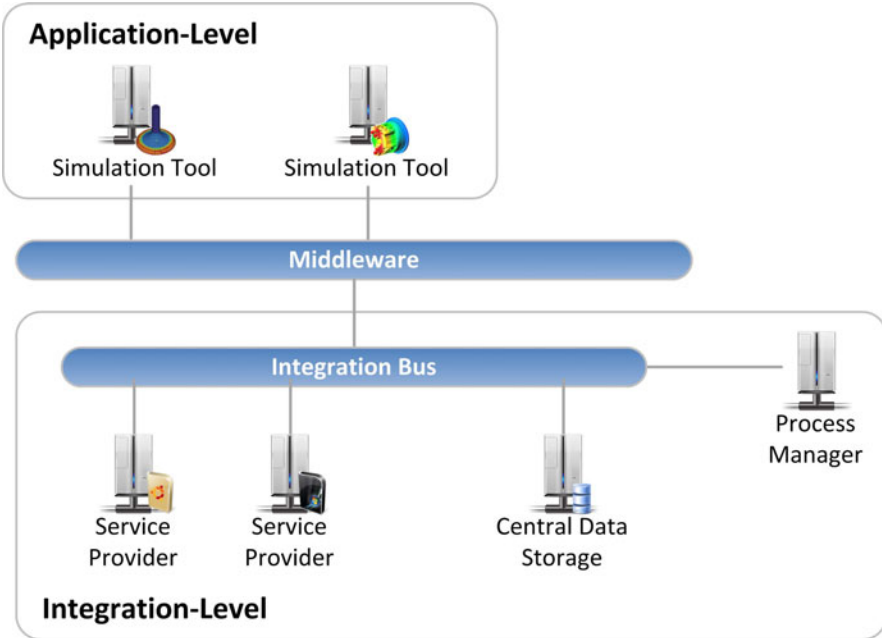 Application-Level
Simulation Tool
Simulation Tool
Middleware
Integration Bus
Process
Manager
Service
Provider
Service
Provider
Central Data
Storage
Integration-Level